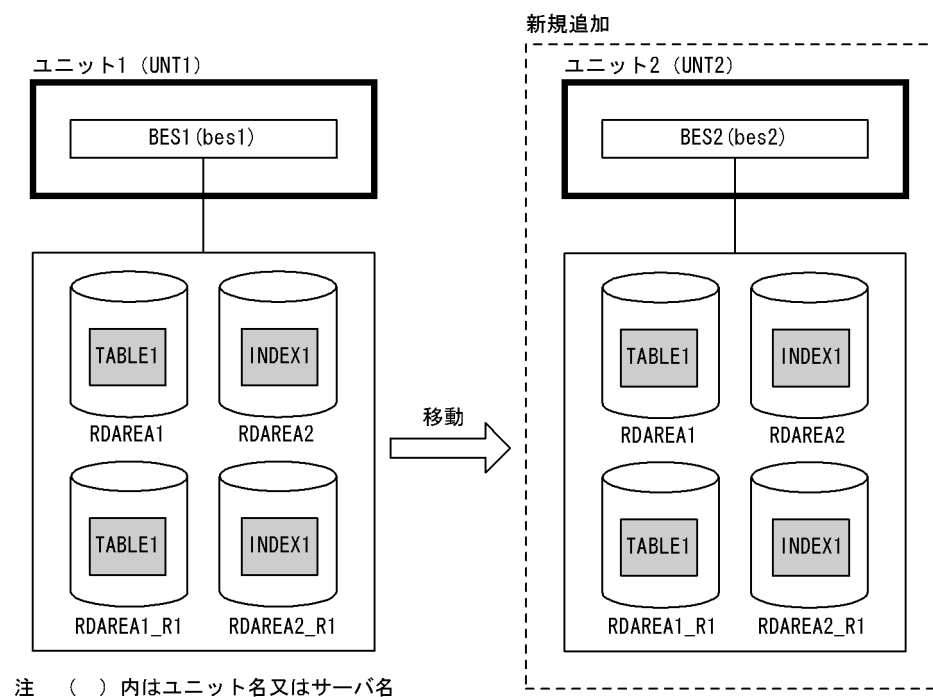 新規追加
ユニット1 (UNT1)
ユニット2 (UNT2)
BES1(bes1)
BES2(bes2)
TABLE1
INDEX1
RDAREA1
RDAREA2
TABLE1
INDEX1
RDAREA1_R1
RDAREA2_R1
移動
TABLE1
INDEX1
RDAREA1
RDAREA2
TABLE1
INDEX1
RDAREA1_R1
RDAREA2_R1
注 ( ) 内はユニット名又はサーバ名